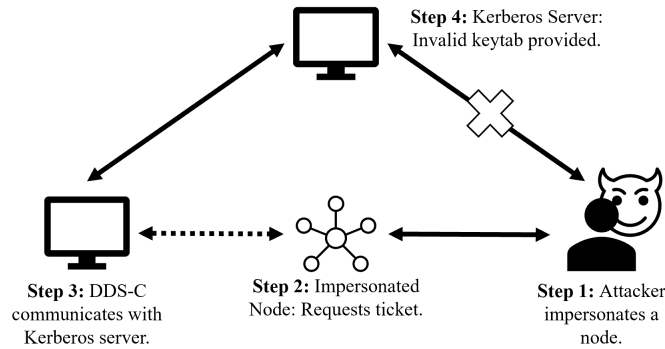 Step 4: Kerberos Server:
Invalid keytab provided.
Step 3: DDS-C
communicates with
Kerberos server.
Step 2: Impersonated
Node: Requests ticket.
Step 1: Attacker
impersonates a
node.